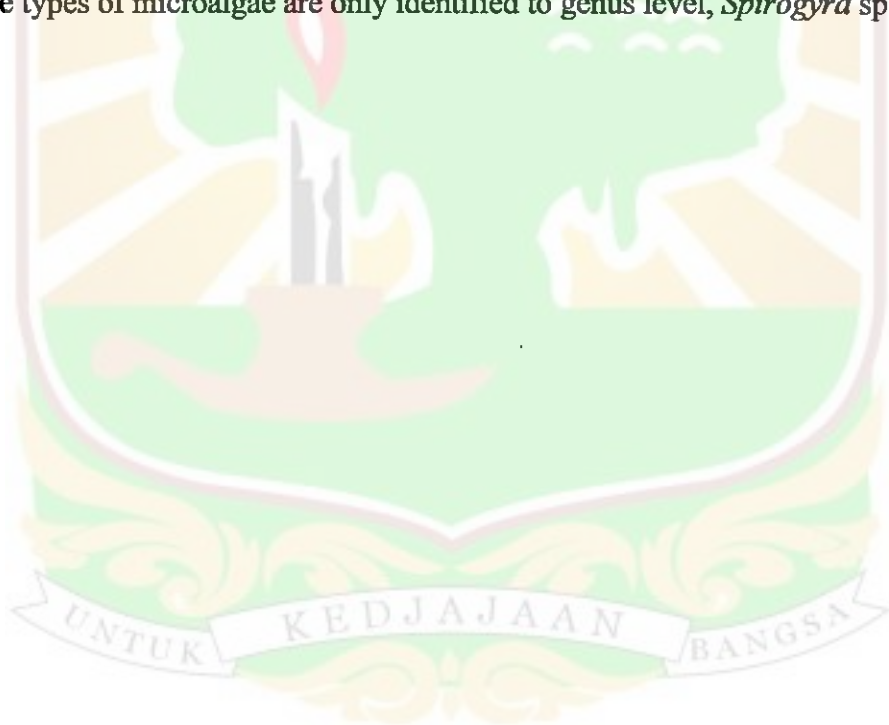 types of microalgae are only identified to genus level, Spirogyra sp
UNTUK KEDJAJAAN BANGSA